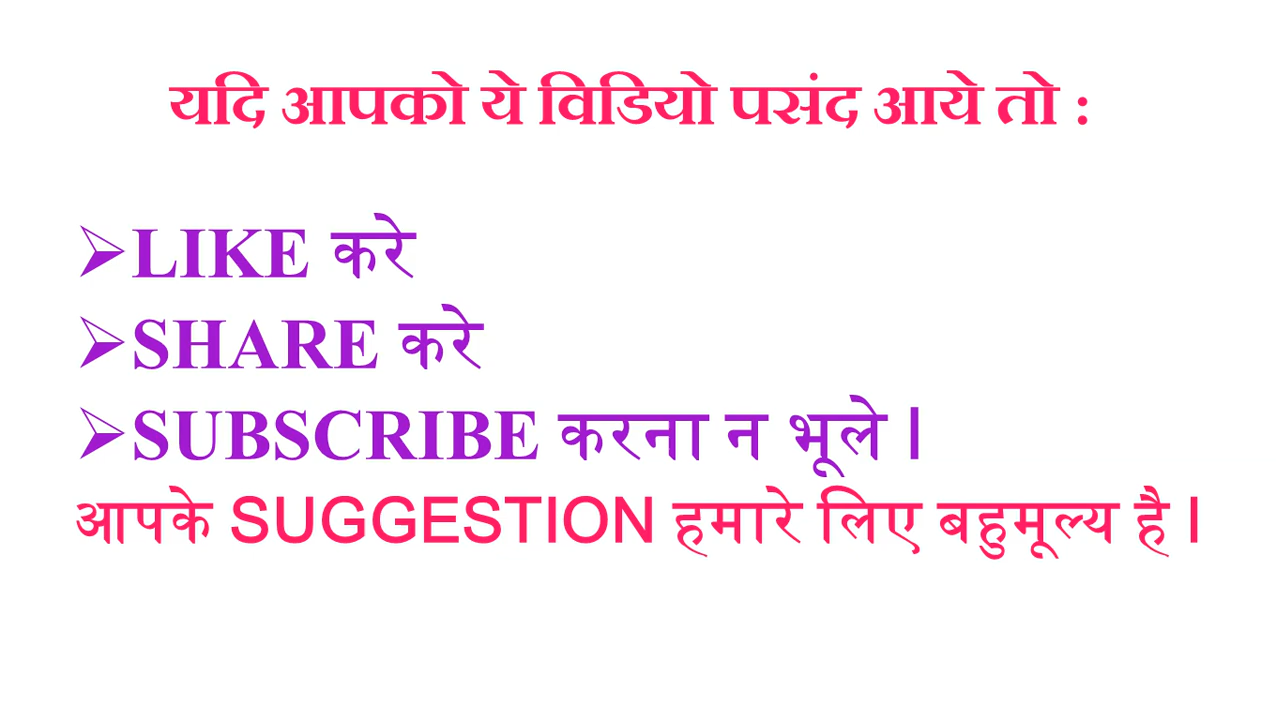 यदि आपको ये विडियो पसंद आये तो :
➢LIKE करे
➢SHARE करे
➢SUBSCRIBE करना न भूले |
आपके SUGGESTION हमारे लिए बहुमूल्य है |